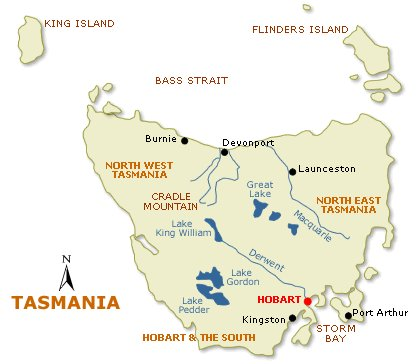 KING ISLAND
FLINDERS ISLAND
BASS STRAIT
Burnie
Devonport
NORTH WEST
TASMANIA
Launceston
CRADLE
MOUNTAIN
Great
Lake
NORTH EAST
TASMANIA
Macquarie
Lake
King William
Derwent
N
Lake
Gordon
TASMANIA
Lake
Pedder
HOBART
Kingston
Port Arthur
STORM
BAY
HOBART & THE SOUTH